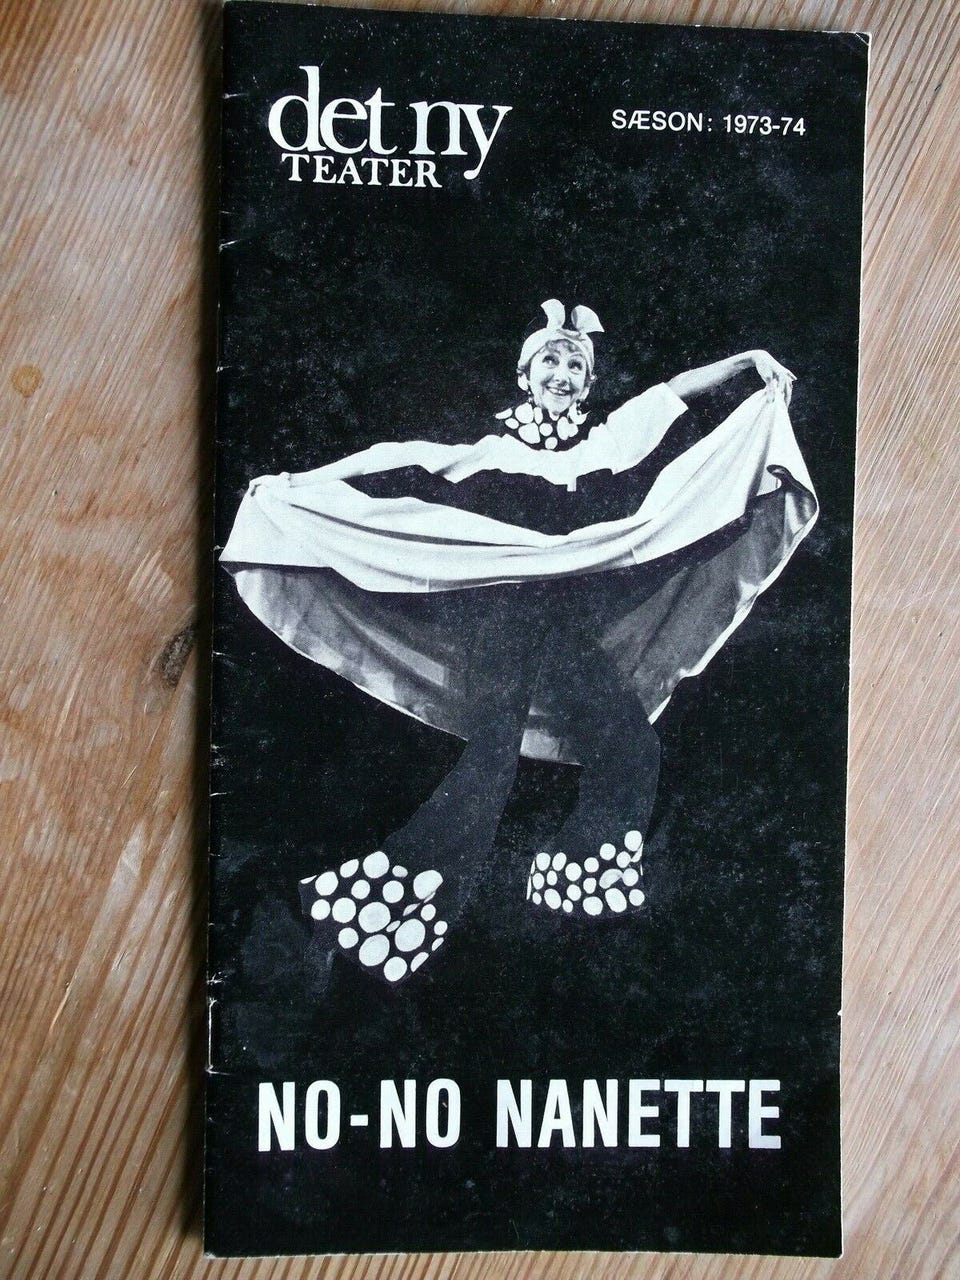 det ny
TEATER
SÆSON: 1973-74
NO-NO NANETTE